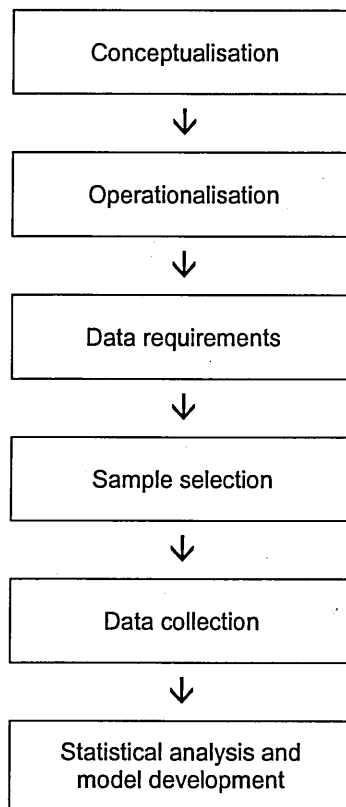 Conceptualisation
Operationalisation
Data requirements
Sample selection
Data collection
Statistical analysis and
model development